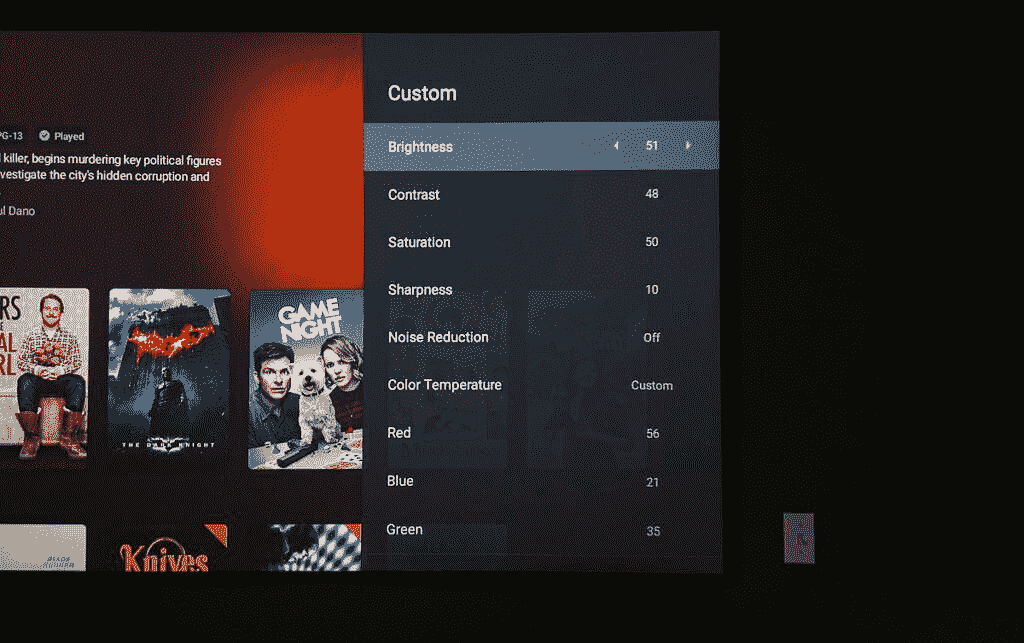 PG-13 Played
killer, begins murdering key political figures
vestigate the city's hidden corruption and
ul Dano
Custom
Brightness 51
Contrast 48
Saturation 50
Sharpness 10
Noise Reduction Off
Color Temperature Custom
Red 56
Blue 21
Green 35
RS
AL
RL
THE DARK KNIGHT
GAME
NIGHT
BLADE
RUNNER
Knives